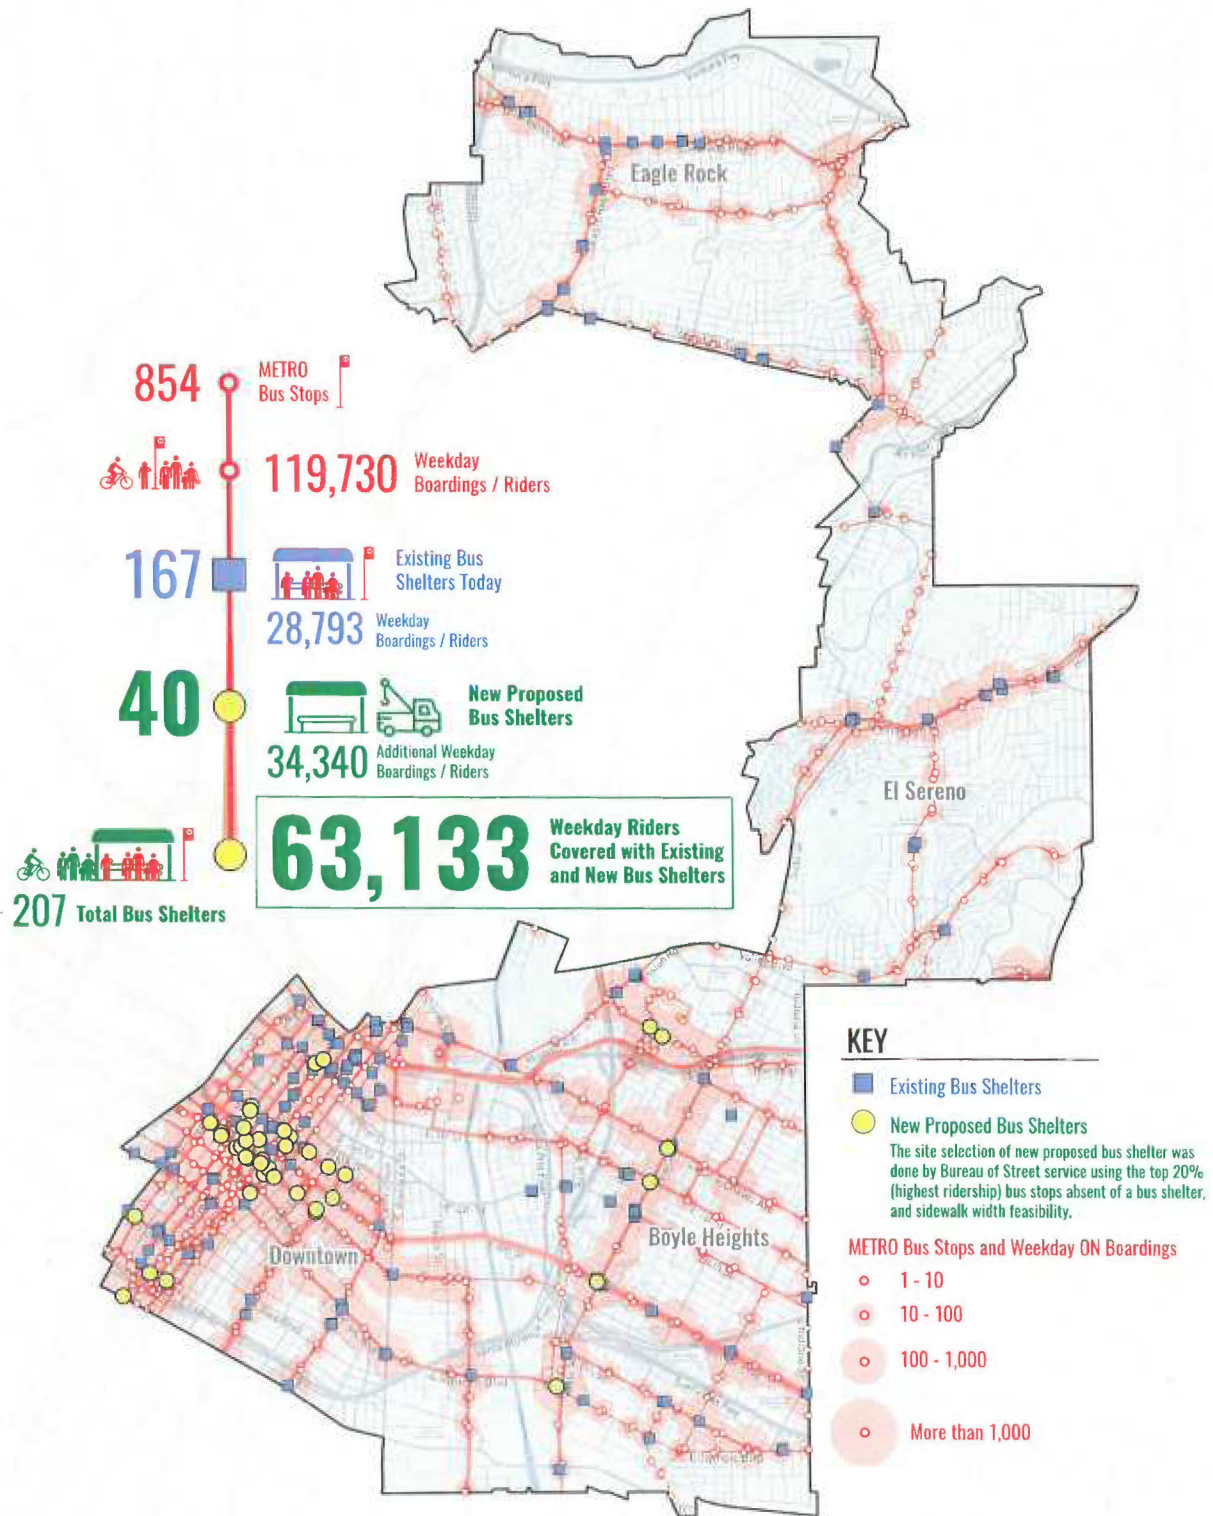 Eagle Rock
854
METRO
Bus Stops
119,730
Weekday
Boardings / Riders
167
Existing Bus
Shelters Today
28,793
Weekday
Boardings / Riders
40
New Proposed
Bus Shelters
34,340
Additional Weekday
Boardings / Riders
63,133
Weekday Riders
Covered with Existing
and New Bus Shelters
207 Total Bus Shelters
El Sereno
Boyle Heights
Downtown
KEY
Existing Bus Shelters
New Proposed Bus Shelters
The site selection of new proposed bus shelter was
done by Bureau of Street service using the top 20%
(highest ridership) bus stops absent of a bus shelter,
and sidewalk width feasibility.
METRO Bus Stops and Weekday ON Boardings
1 - 10
10 - 100
100 - 1,000
More than 1,000